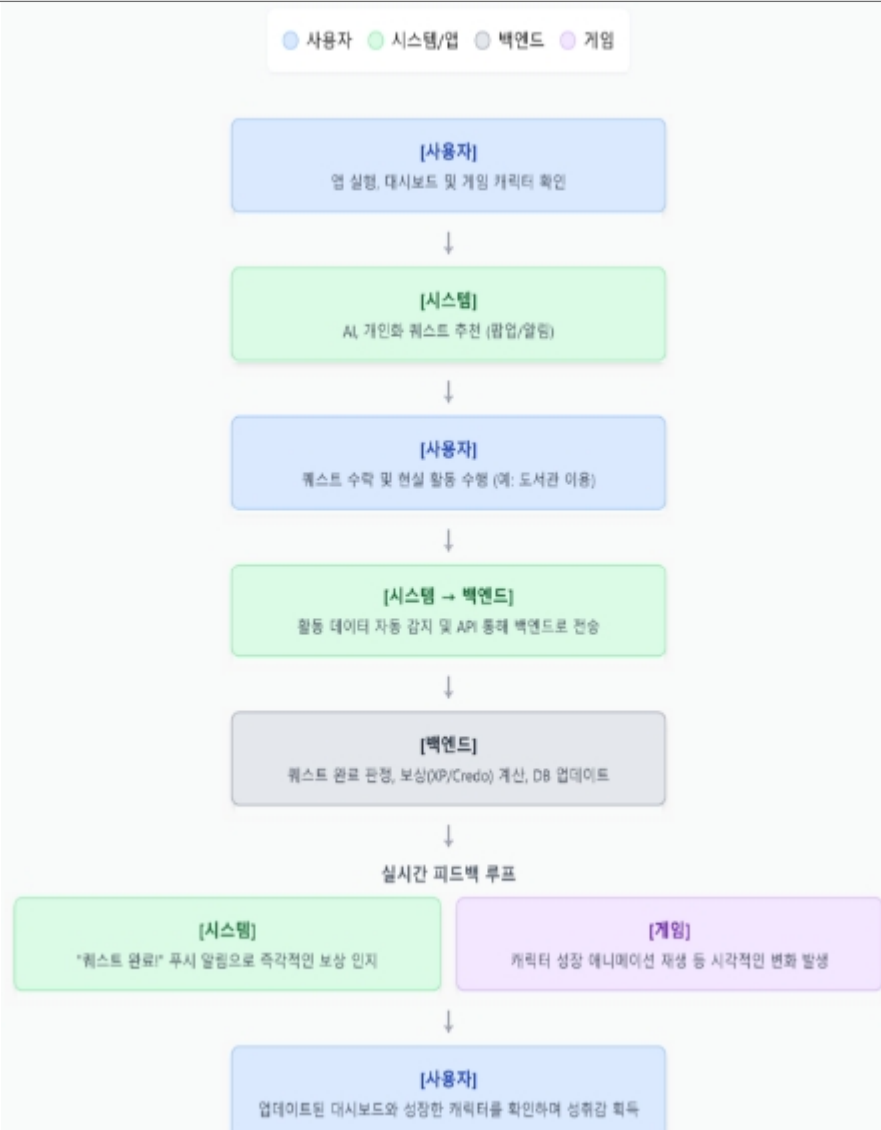 사용자 시스템/앱 백엔드 게임
[사용자]
앱 실행, 대시보드 및 게임 캐릭터 확인
↓
[시스템]
AI, 개인화 퀘스트 추천 (팝업/알림)
↓
[사용자]
퀘스트 수락 및 현실 활동 수행 (예: 도서관 이용)
↓
[시스템 → 백엔드]
활동 데이터 자동 감지 및 API 통해 백엔드로 전송
↓
[백엔드]
퀘스트 완료 판정, 보상(XP/Credo) 계산, DB 업데이트
↓
실시간 피드백 루프
[시스템]
"퀘스트 완료!" 푸시 알림으로 즉각적인 보상 인지
[게임]
캐릭터 성장 애니메이션 재생 등 시각적인 변화 발생
↓
[사용자]
업데이트된 대시보드와 성장한 캐릭터를 확인하며 성취감 획득